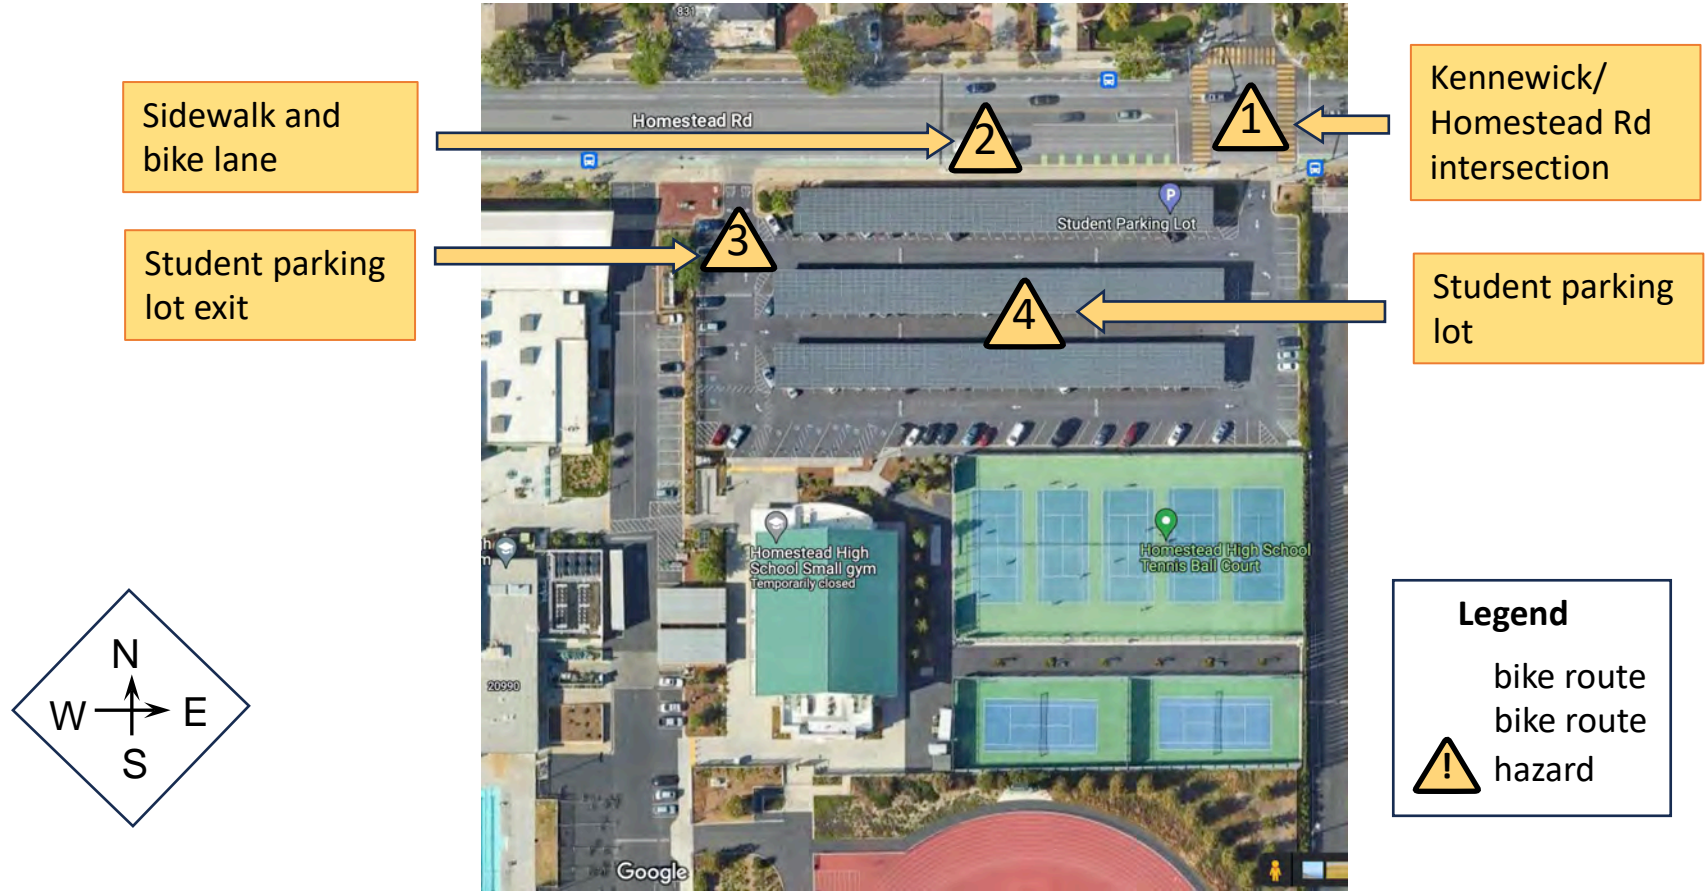 831
Sidewalk and
bike lane
Homestead Rd
2
1
Kennewick/
Homestead Rd
intersection
P
Student Parking Lot
Student parking
lot exit
3
4
Student parking
lot
Homestead High
School Small gym
Temporarily closed
Homestead High School
Tennis Ball Court
N
W E
S
20990
Legend
bike route
bike route
! hazard
Google